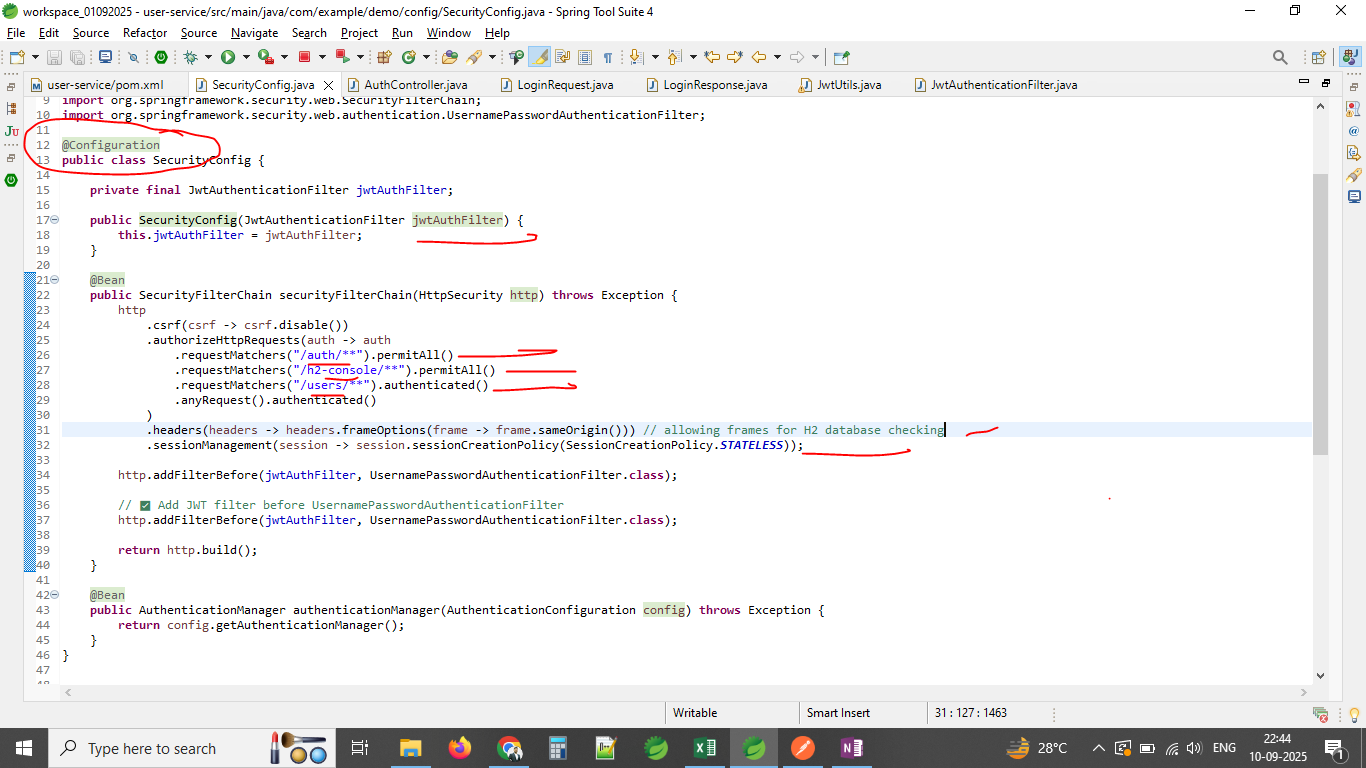 workspace_01092025 - user-service/src/main/java/com/example/demo/config/SecurityConfig.java - Spring Tool Suite 4
File Edit Source Refactor Source Navigate Search Project Run Window Help
user-service/pom.xml SecurityConfig.java AuthController.java LoginRequest.java LoginResponse.java JwtUtils.java JwtAuthenticationFilter.java
9 import org.springframework.security.web.SecurityFilterChain;
10 import org.springframework.security.web.authentication.UsernamePasswordAuthenticationFilter;
11
12 @Configuration
13 public class SecurityConfig {
14
15 private final JwtAuthenticationFilter jwtAuthFilter;
16
17 public SecurityConfig(JwtAuthenticationFilter jwtAuthFilter) {
18 this.jwtAuthFilter = jwtAuthFilter;
19 }
20
21 @Bean
22 public SecurityFilterChain securityFilterChain(HttpSecurity http) throws Exception {
23 http
24 .csrf(csrf -> csrf.disable())
25 .authorizeHttpRequests(auth -> auth
26 .requestMatchers("/auth/**").permitAll()
27 .requestMatchers("/h2-console/**").permitAll()
28 .requestMatchers("/users/**").authenticated()
29 .anyRequest().authenticated()
30 )
31 .headers(headers -> headers.frameOptions(frame -> frame.sameOrigin())) // allowing frames for H2 database checking
32 .sessionManagement(session -> session.sessionCreationPolicy(SessionCreationPolicy.STATELESS));
33
34 http.addFilterBefore(jwtAuthFilter, UsernamePasswordAuthenticationFilter.class);
35
36 // ✅ Add JWT filter before UsernamePasswordAuthenticationFilter
37 http.addFilterBefore(jwtAuthFilter, UsernamePasswordAuthenticationFilter.class);
38
39 return http.build();
40 }
41
42 @Bean
43 public AuthenticationManager authenticationManager(AuthenticationConfiguration config) throws Exception {
44 return config.getAuthenticationManager();
45 }
46 }
47
Writable Smart Insert 31 : 127 : 1463
Type here to search 28°C ENG 22:44
10-09-2025